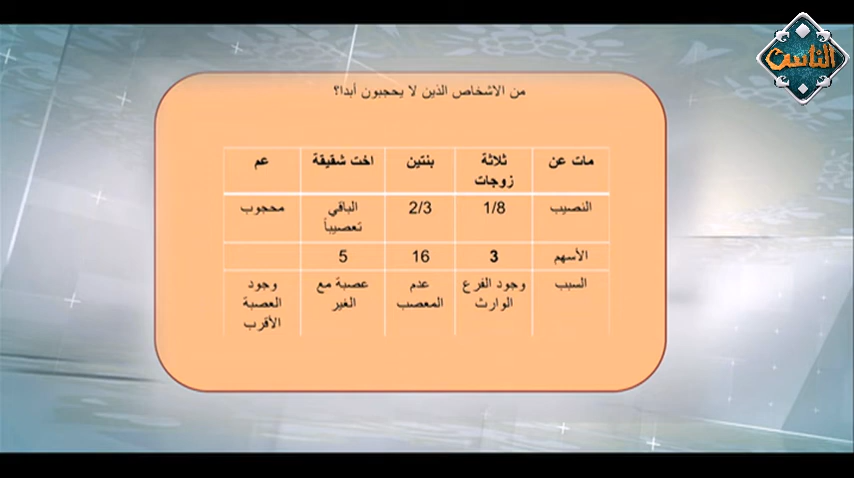 الناس
من الاشخاص الذين لا يحجبون أبدا؟
مات عن ثلاثة زوجات بنتين اخت شقيقة عم
النصيب 1/8 2/3 الباقي تعصيباً محجوب
الأسهم 3 16 5
السبب وجود الفرع الوارث عدم المعصب عصبة مع الغير وجود العصبة الأقرب